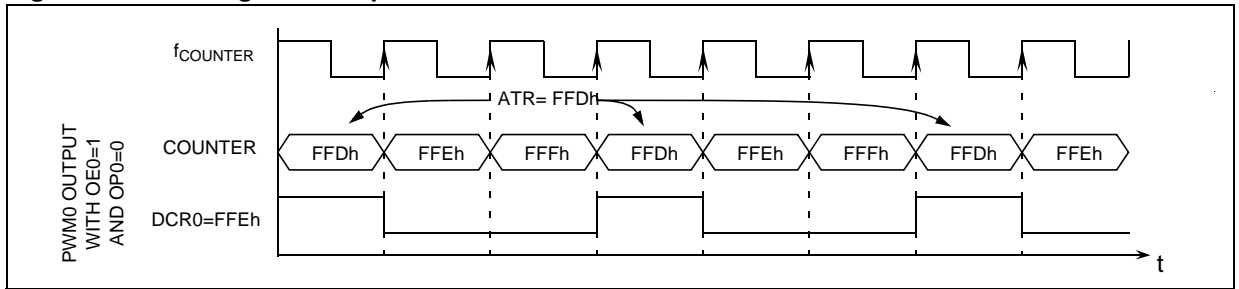 fCOUNTER
ATR= FFDh
COUNTER
FFDh FFEh FFFh FFDh FFEh FFFh FFDh FFEh
PWM0 OUTPUT
WITH OE0=1
AND OP0=0
DCR0=FFEh
t